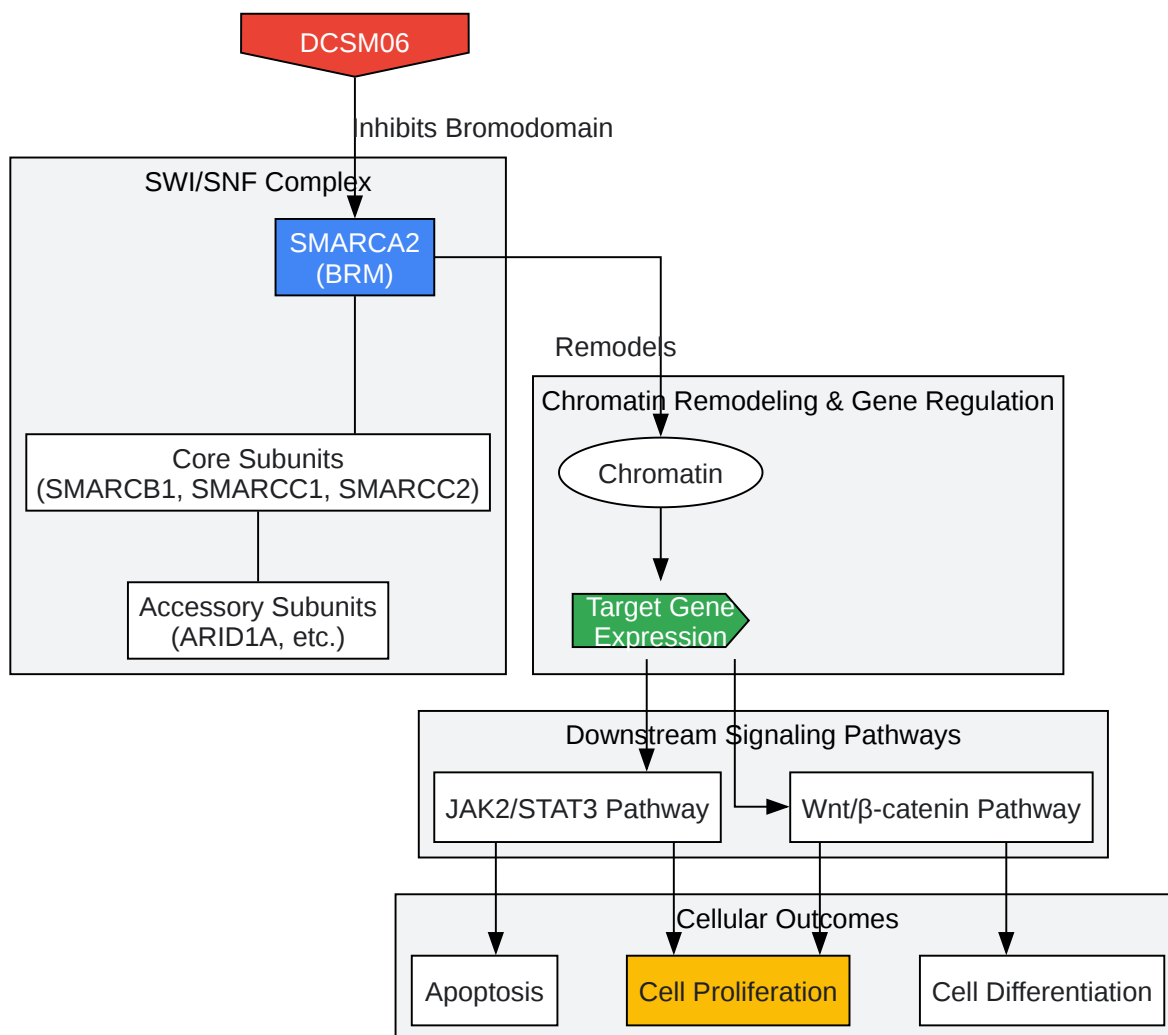 DCSM06
Inhibits Bromodomain
SWI/SNF Complex
SMARCA2
(BRM)
Remodels
Chromatin Remodeling & Gene Regulation
Core Subunits
(SMARCB1, SMARCC1, SMARCC2)
Chromatin
Accessory Subunits
(ARID1A, etc.)
Target Gene
Expression
Downstream Signaling Pathways
JAK2/STAT3 Pathway
Wnt/β-catenin Pathway
Cellular Outcomes
Apoptosis
Cell Proliferation
Cell Differentiation